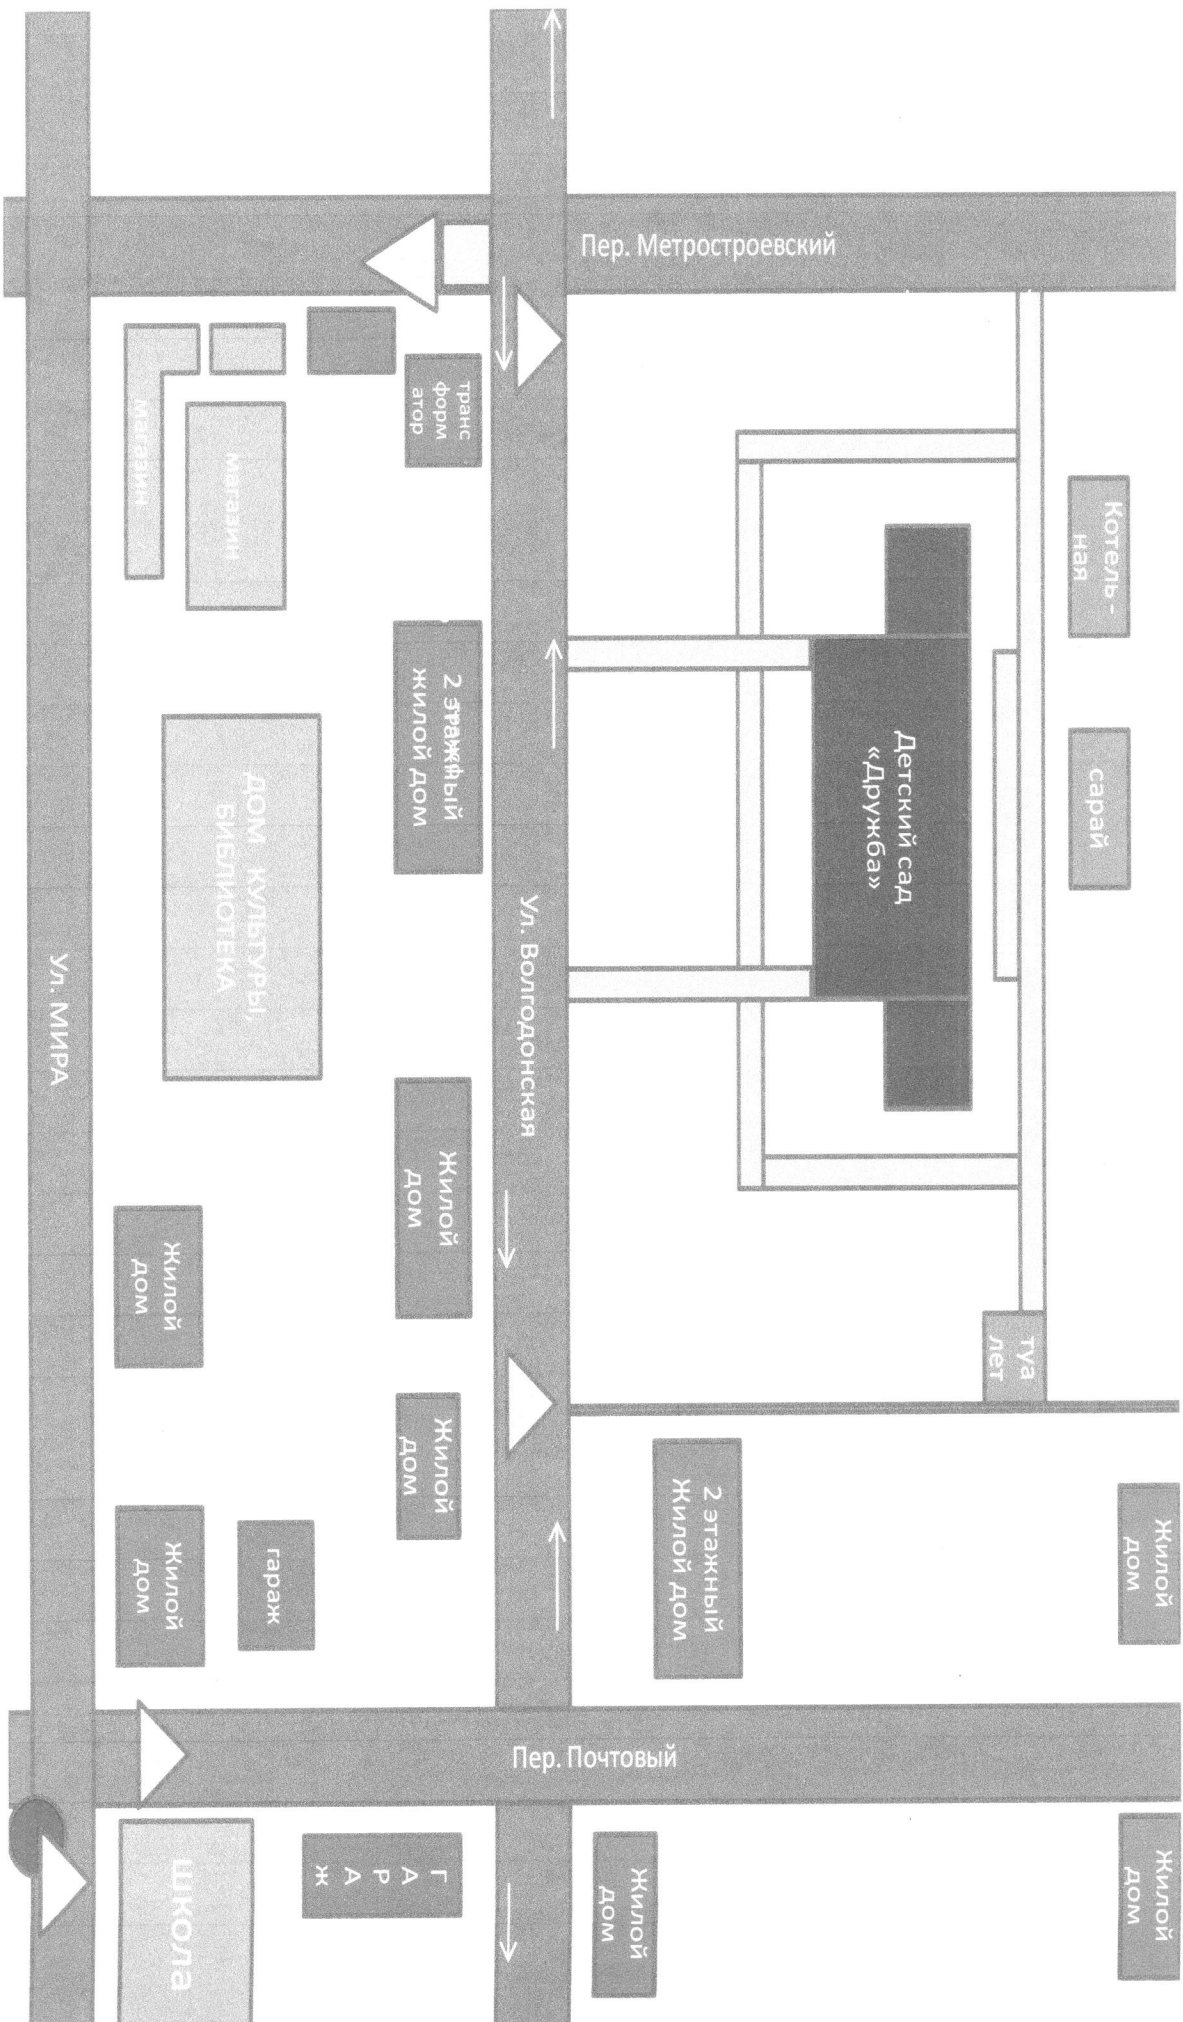 Котель -
ная
сарай
Жилой
дом
Жилой
дом
туа
лет
Пер. Метростроевский
Детский сад
«Дружба»
2 этажный
Жилой дом
Жилой
дом
Ул. Волгодонская
Пер. Почтовый
транс
форм
атор
2 этажный
жилой дом
Жилой
дом
Жилой
дом
Г
А
Р
А
Ж
магазин
магазин
ДОМ КУЛЬТУРЫ,
БИБЛИОТЕКА
гараж
Жилой
дом
Жилой
дом
школа
Ул. МИРА